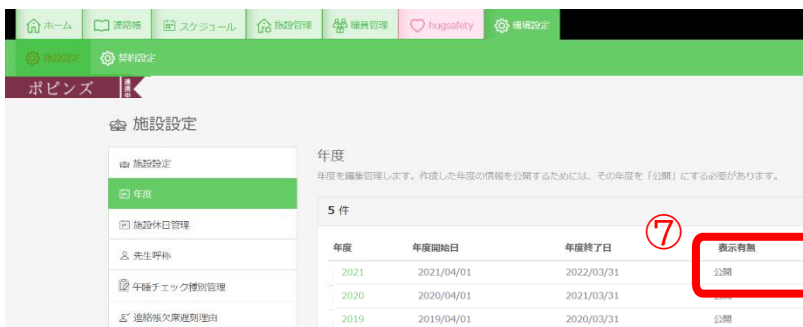 ホーム 連絡帳 スケジュール 施設管理 職員管理 hugsafety 環境設定
施設設定 契約設定
ポピンズ 連携中
施設設定
施設設定
年度
年度
年度を編集管理します。作成した年度の情報を公開するためには、その年度を「公開」にする必要があります。
施設休日管理
5 件
先生呼称
⑦
年度 年度開始日 年度終了日 表示有無
午睡チェック種別管理
2021 2021/04/01 2022/03/31 公開
2020 2020/04/01 2021/03/31
連絡帳欠席遅刻理由
2019 2019/04/01 2020/03/31 公開